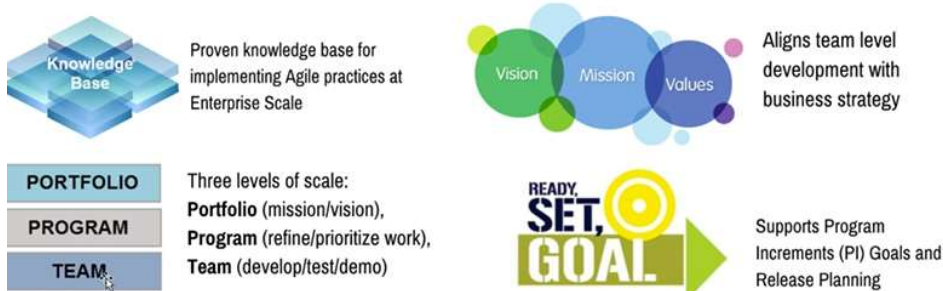 Knowledge
Base
Proven knowledge base for
implementing Agile practices at
Enterprise Scale
Vision
Mission
Values
Aligns team level
development with
business strategy
PORTFOLIO
PROGRAM
TEAM
Three levels of scale:
Portfolio (mission/vision),
Program (refine/prioritize work),
Team (develop/test/demo)
READY,
SET,
GOAL
Supports Program
Increments (PI) Goals and
Release Planning